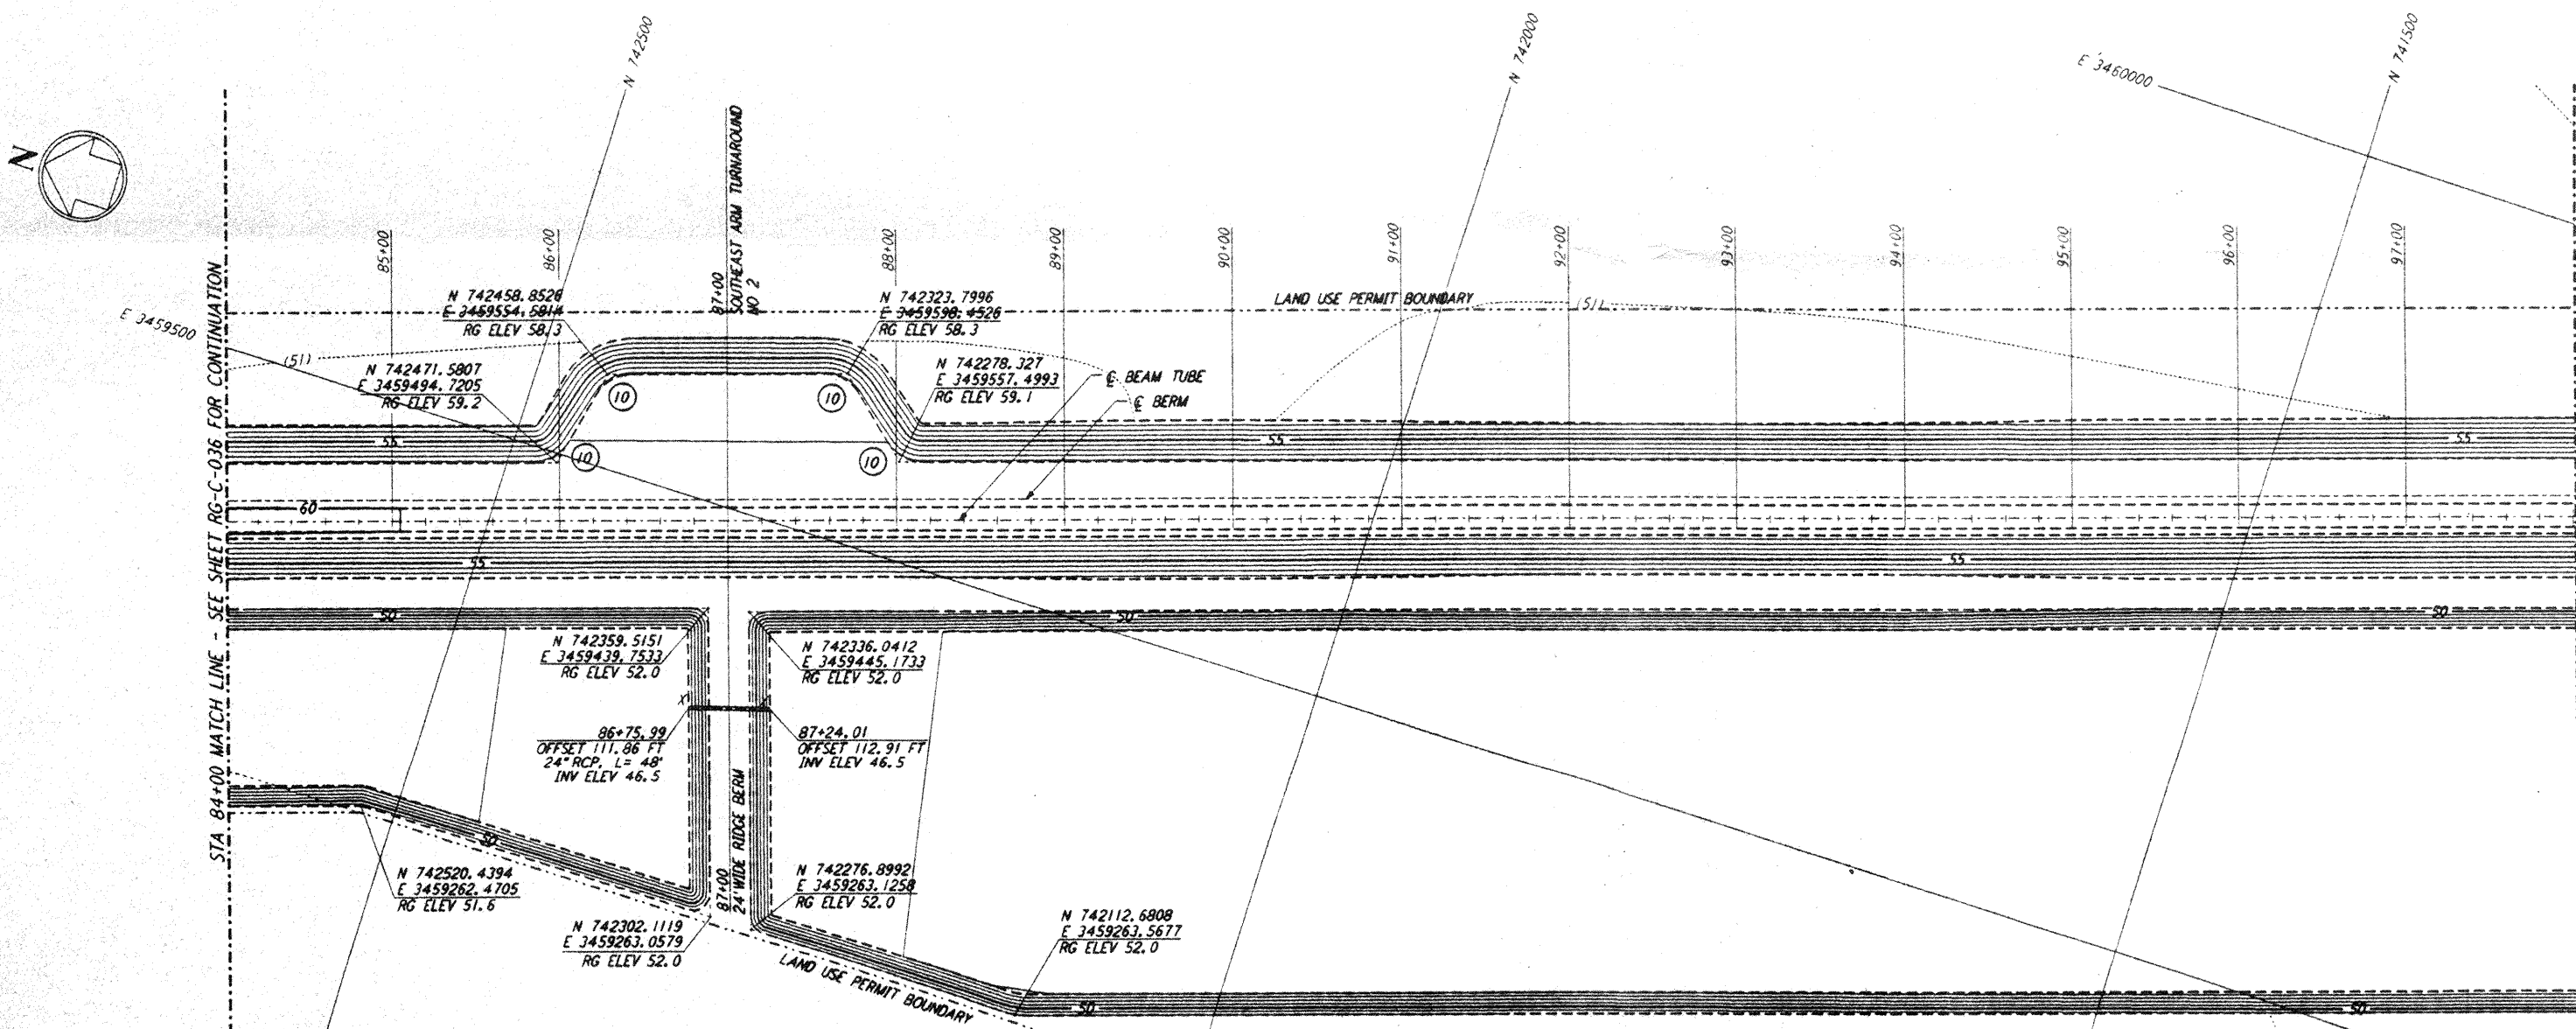 N 742500
N 742000
N 741500
E 3460000
N
SOUTHEAST ARM TURNAROUND
NO 2
87+00
85+00
86+00
88+00
89+00
90+00
91+00
92+00
93+00
94+00
95+00
96+00
97+00
STA 84+00 MATCH LINE - SEE SHEET RG-C-036 FOR CONTINUATION
E 3459500
(51)
N 742458.8526
E 3459554.5814
RG ELEV 58.3
N 742323.7996
E 3459598.4526
RG ELEV 58.3
LAND USE PERMIT BOUNDARY
(51)
N 742471.5807
E 3459494.7205
RG ELEV 59.2
N 742278.327
E 3459557.4993
RG ELEV 59.1
℄ BEAM TUBE
℄ BERM
10
10
10
10
55
55
55
60
55
55
50
50
50
N 742359.5151
E 3459439.7533
RG ELEV 52.0
N 742336.0412
E 3459445.1733
RG ELEV 52.0
X
86+75.99
OFFSET 111.86 FT
24" RCP, L= 48'
INV ELEV 46.5
87+24.01
OFFSET 112.91 FT
INV ELEV 46.5
87+00
24' WIDE RIDGE BERM
50
N 742520.4394
E 3459262.4705
RG ELEV 51.6
N 742276.8992
E 3459263.1258
RG ELEV 52.0
N 742302.1119
E 3459263.0579
RG ELEV 52.0
N 742112.6808
E 3459263.5677
RG ELEV 52.0
LAND USE PERMIT BOUNDARY
50
50